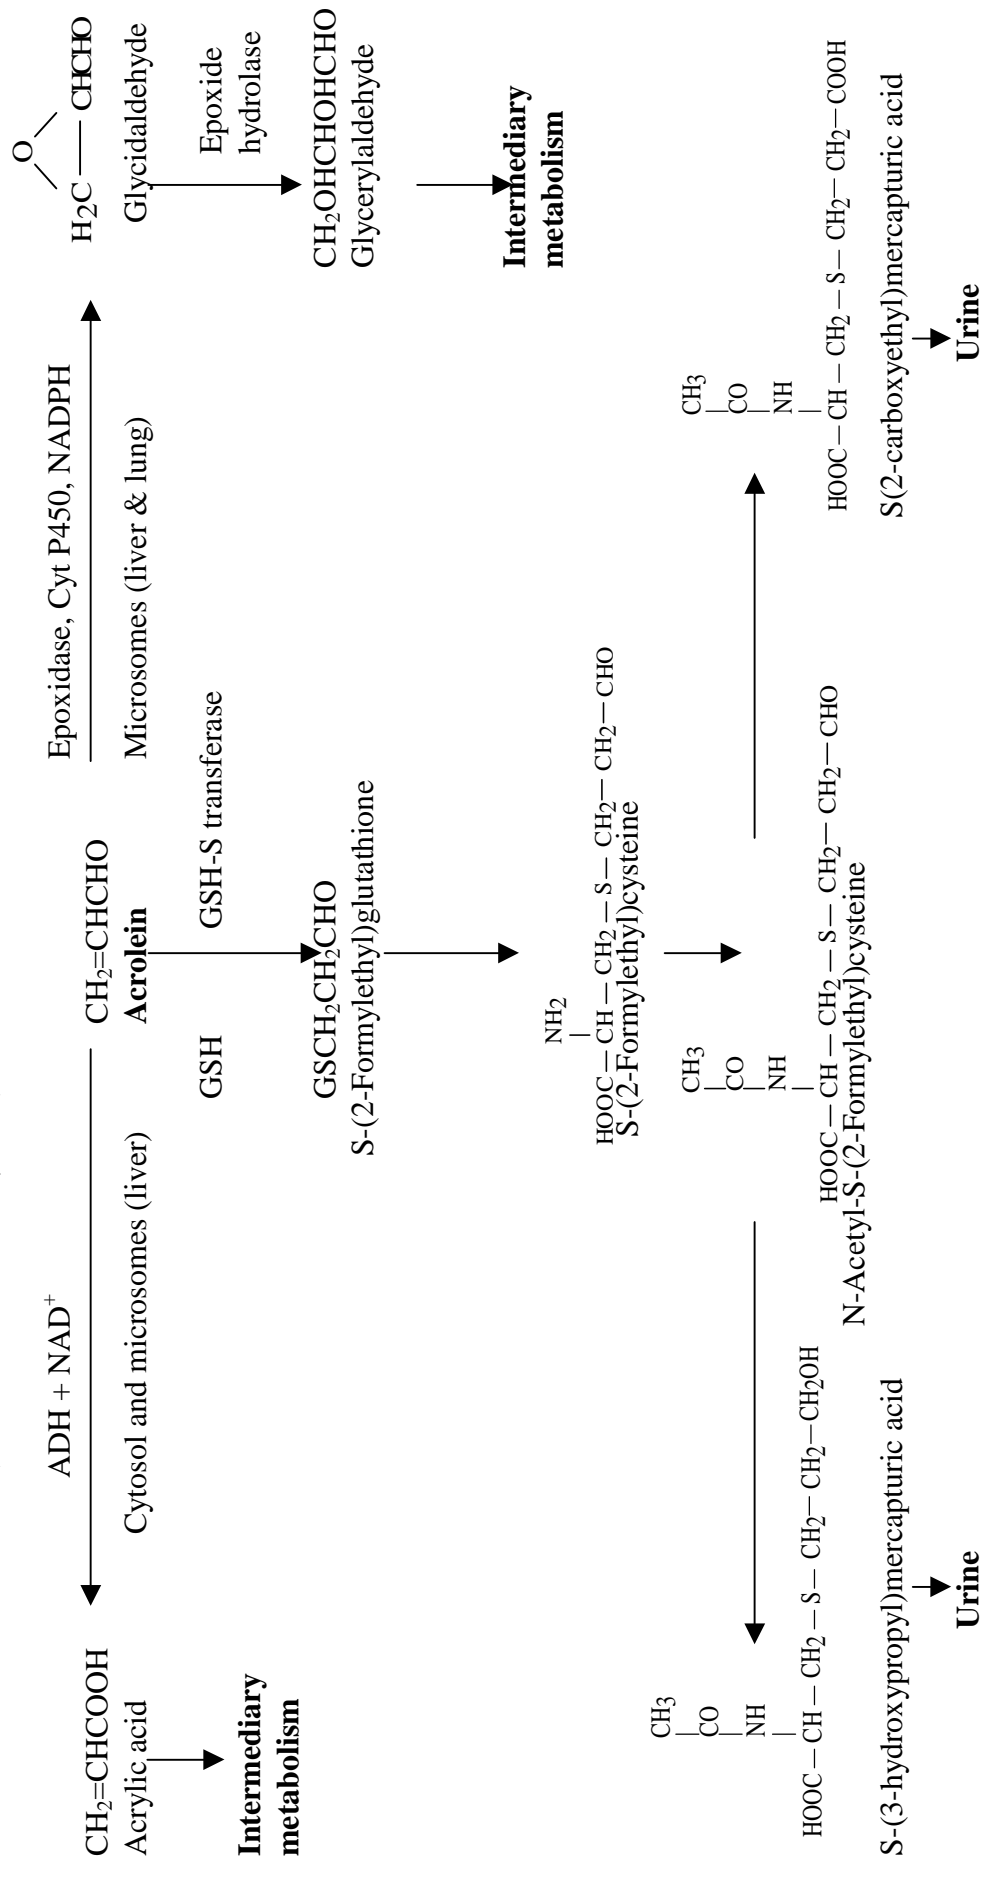 ADH + NAD+
Epoxidase, Cyt P450, NADPH
O
CH2=CHCOOH
CH2=CHCHO
H2C CHCHO
Acrylic acid
Cytosol and microsomes (liver)
Acrolein
Microsomes (liver & lung)
Glycidaldehyde
GSH
GSH-S transferase
Epoxide
hydrolase
Intermediary
metabolism
GSCH2CH2CHO
S-(2-Formylethyl)glutathione
CH2OHCHOHCHO
Glycerylaldehyde
Intermediary
metabolism
NH2
HOOC—CH—CH2—S—CH2—CH2—CHO
S-(2-Formylethyl)cysteine
CH3
CO
NH
HOOC—CH—CH2—S—CH2—CH2—CH2OH
S-(3-hydroxypropyl)mercapturic acid
Urine
CH3
CO
NH
HOOC—CH—CH2—S—CH2—CH2—CHO
N-Acetyl-S-(2-Formylethyl)cysteine
CH3
CO
NH
HOOC—CH—CH2—S—CH2—CH2—COOH
S(2-carboxyethyl)mercapturic acid
Urine